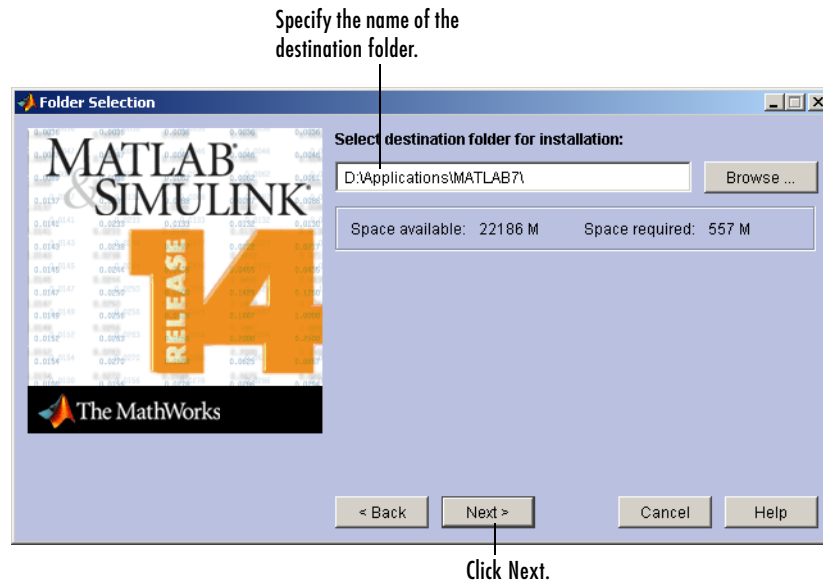 Specify the name of the
destination folder.
Folder Selection
MATLAB®
&SIMULINK®
RELEASE 14
The MathWorks
Select destination folder for installation:
D:\Applications\MATLAB7\
Browse ...
Space available: 22186 M Space required: 557 M
< Back Next > Cancel Help
Click Next.